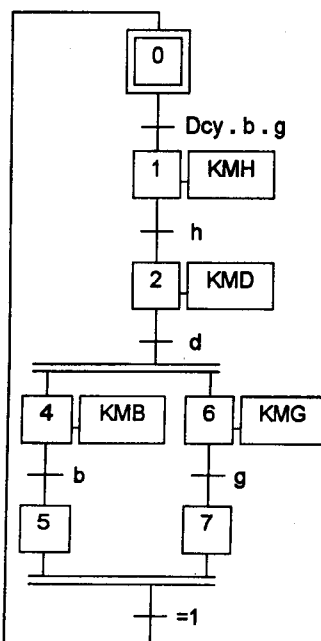 0
Dcy . b . g
1 KMH
h
2 KMD
d
4 KMB 6 KMG
b g
5 7
=1